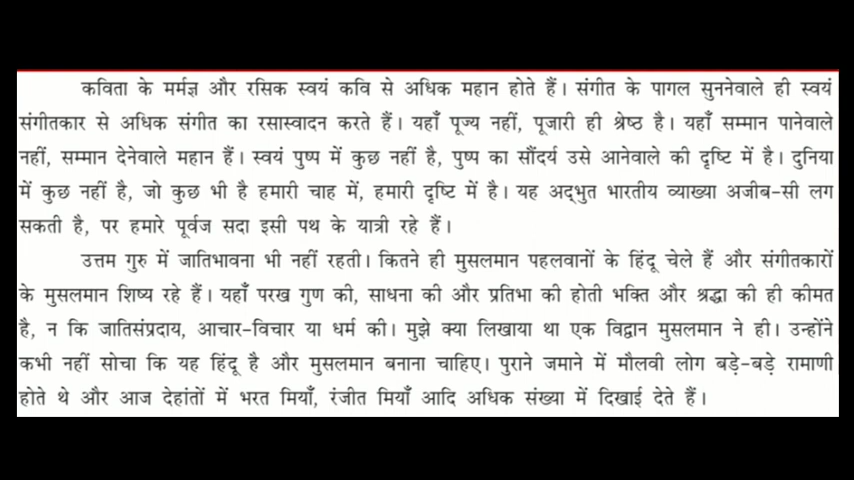 कविता के मर्मज्ञ और रसिक स्वयं कवि से अधिक महान होते हैं। संगीत के पागल सुननेवाले ही स्वयं
संगीतकार से अधिक संगीत का रसास्वादन करते हैं। यहाँ पूज्य नहीं, पूजारी ही श्रेष्ठ है। यहाँ सम्मान पानेवाले
नहीं, सम्मान देनेवाले महान हैं। स्वयं पुष्प में कुछ नहीं है, पुष्प का सौंदर्य उसे आनेवाले की दृष्टि में है। दुनिया
में कुछ नहीं है, जो कुछ भी है हमारी चाह में, हमारी दृष्टि में है। यह अद्‌भुत भारतीय व्याख्या अजीब-सी लग
सकती है, पर हमारे पूर्वज सदा इसी पथ के यात्री रहे हैं।
उत्तम गुरु में जातिभावना भी नहीं रहती। कितने ही मुसलमान पहलवानों के हिंदू चेले हैं और संगीतकारों
के मुसलमान शिष्य रहे हैं। यहाँ परख गुण की, साधना की और प्रतिभा की होती भक्ति और श्रद्धा की ही कीमत
है, न कि जातिसंप्रदाय, आचार-विचार या धर्म की। मुझे क्या लिखाया था एक विद्वान मुसलमान ने ही। उन्होंने
कभी नहीं सोचा कि यह हिंदू है और मुसलमान बनाना चाहिए। पुराने जमाने में मौलवी लोग बड़े-बड़े रामाणी
होते थे और आज देहांतों में भरत मियाँ, रंजीत मियाँ आदि अधिक संख्या में दिखाई देते हैं।